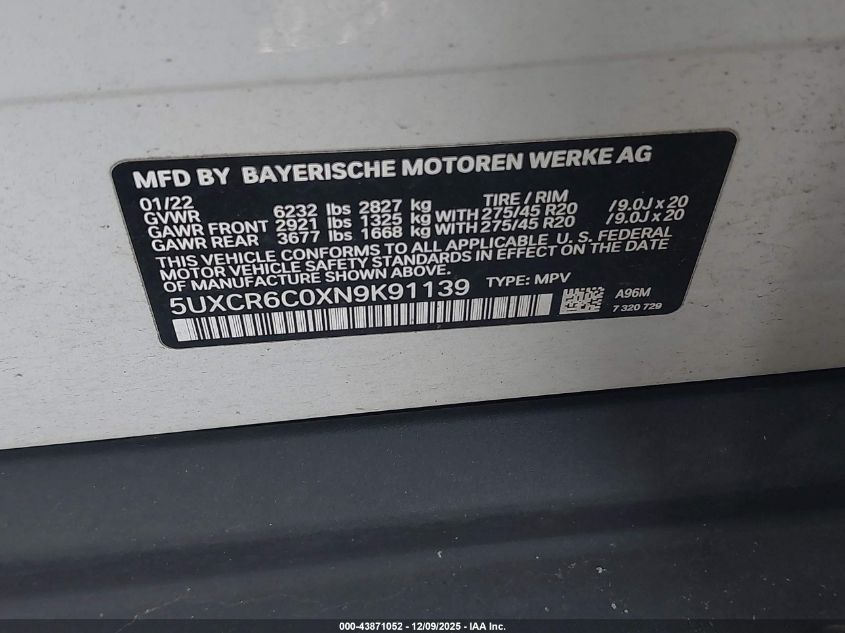 MFD BY BAYERISCHE MOTOREN WERKE AG
01/22 TIRE / RIM
GVWR 6232 lbs 2827 kg
GAWR FRONT 2921 lbs 1325 kg WITH 275/45 R20 /9.0J x 20
GAWR REAR 3677 lbs 1668 kg WITH 275/45 R20 /9.0J x 20
THIS VEHICLE CONFORMS TO ALL APPLICABLE U. S. FEDERAL
MOTOR VEHICLE SAFETY STANDARDS IN EFFECT ON THE DATE
OF MANUFACTURE SHOWN ABOVE.
5UXCR6C0XN9K91139 TYPE: MPV
A96M
7 320 729
000-43871052 - 12/09/2025 - IAA Inc.